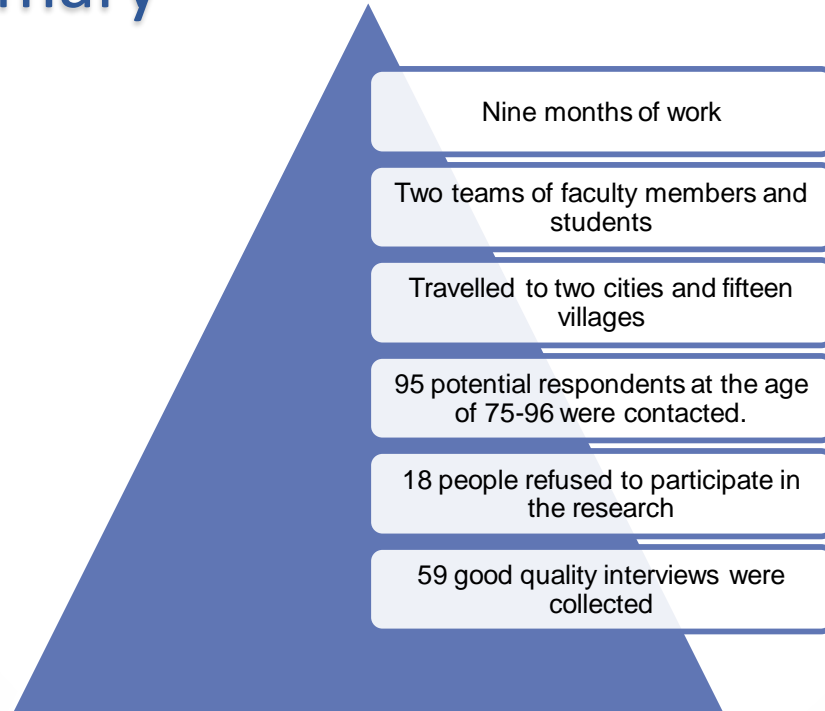 Nine months of work
Two teams of faculty members and
students
Travelled to two cities and fifteen
villages
95 potential respondents at the age
of 75-96 were contacted.
18 people refused to participate in
the research
59 good quality interviews were
collected